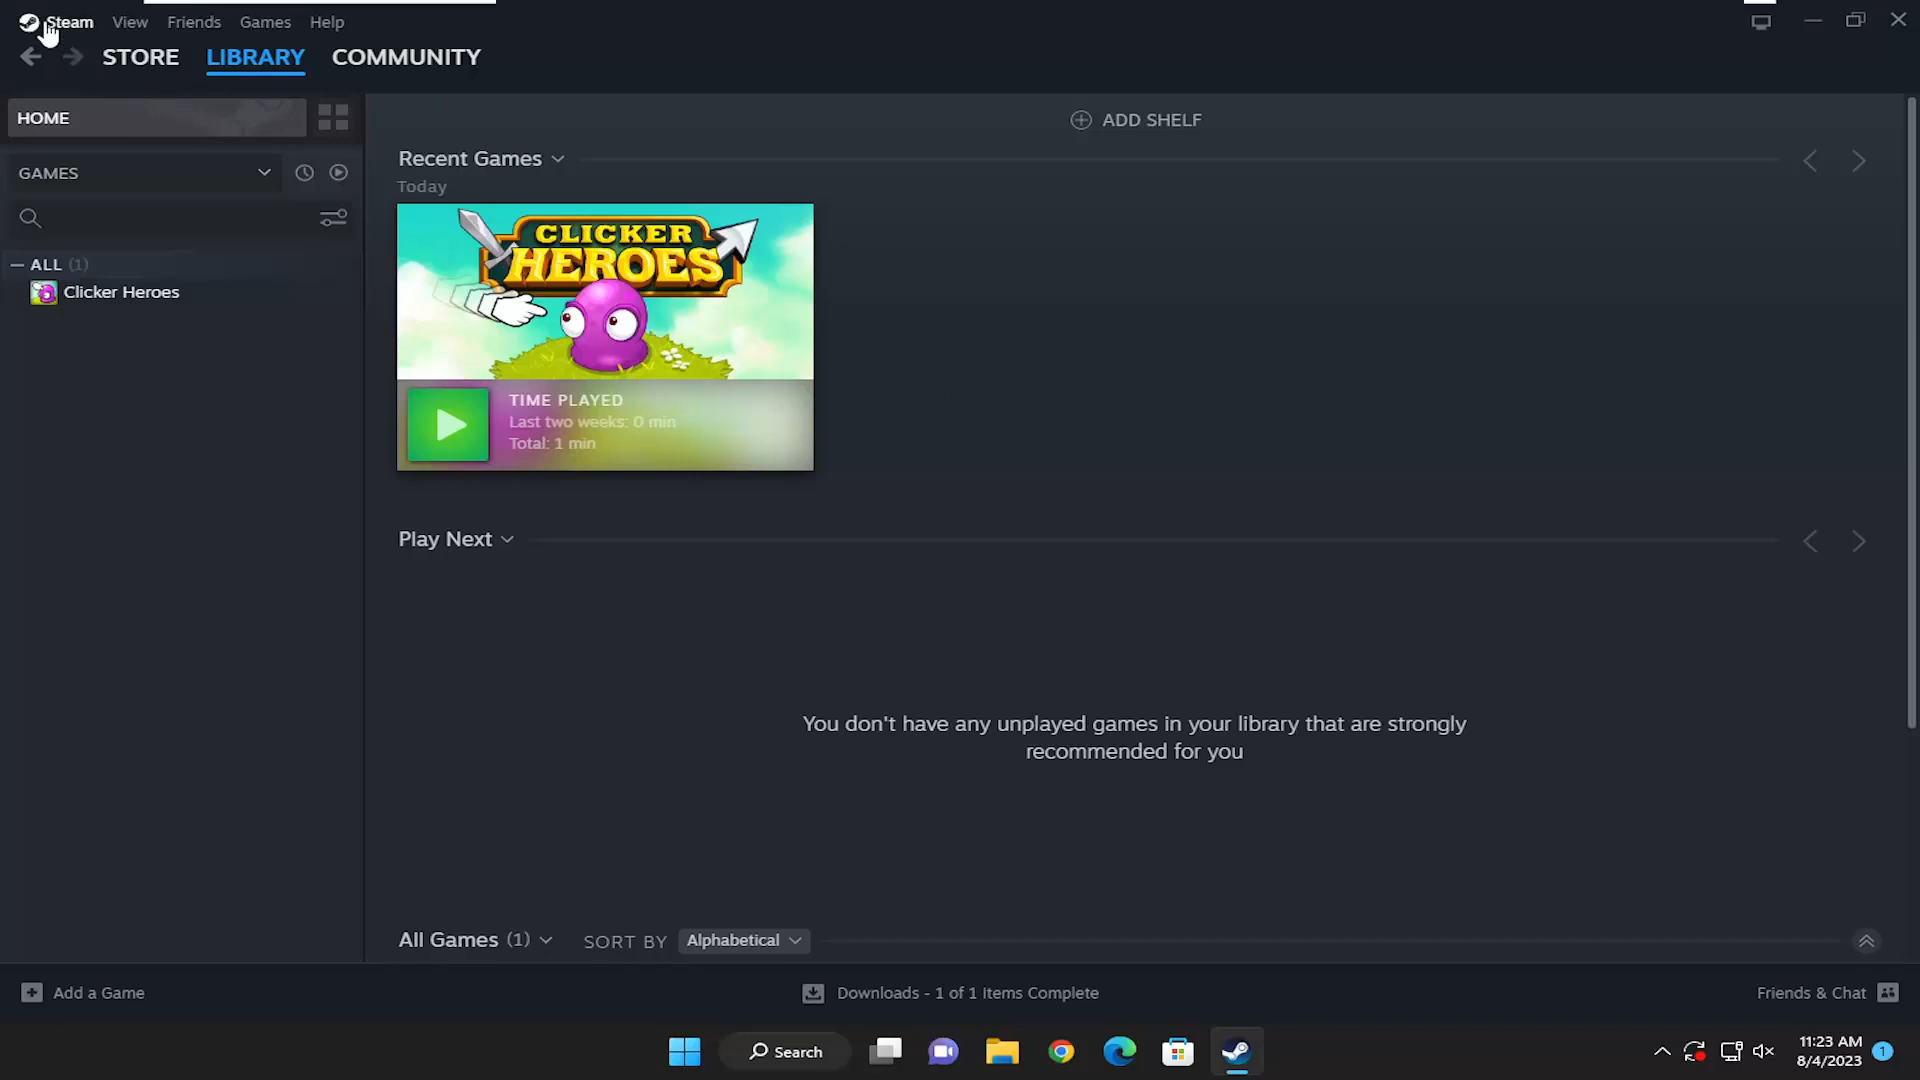 Steam View Friends Games Help
STORE LIBRARY COMMUNITY
HOME
ADD SHELF
GAMES
Recent Games
Today
ALL (1)
Clicker Heroes
CLICKER
HEROES
TIME PLAYED
Last two weeks: 0 min
Total: 1 min
Play Next
You don't have any unplayed games in your library that are strongly
recommended for you
All Games (1) SORT BY Alphabetical
Add a Game
Downloads - 1 of 1 Items Complete
Friends & Chat
Search
11:23 AM
8/4/2023
1